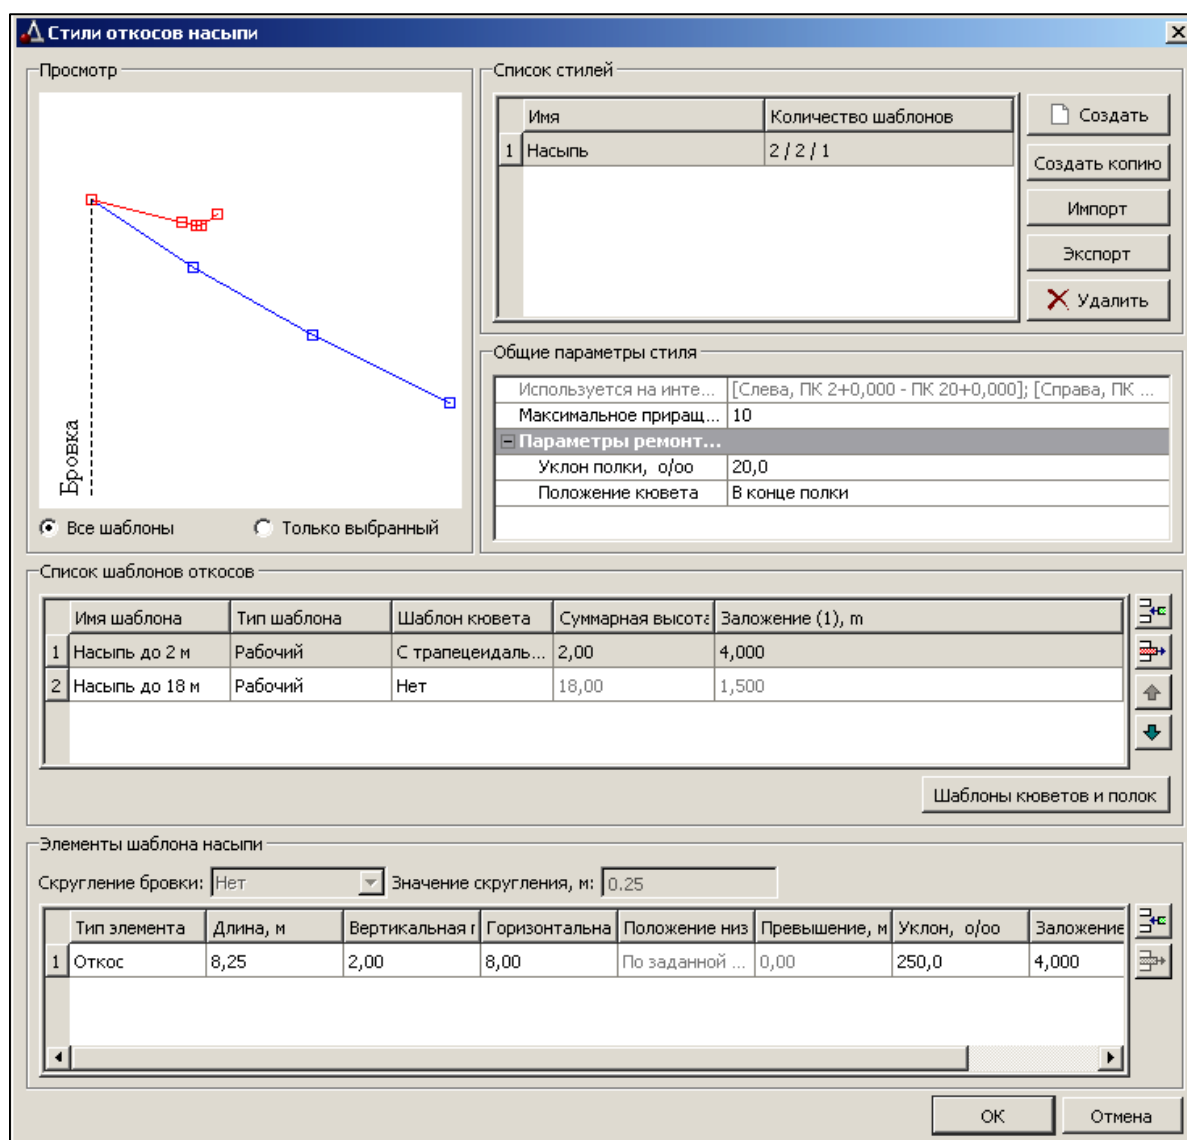 Стили откосов насыпи
Просмотр
Бровка
Все шаблоны
Только выбранный
Список стилей
Имя
Количество шаблонов
1 Насыпь 2 / 2 / 1
Создать
Создать копию
Импорт
Экспорт
Удалить
Общие параметры стиля
Используется на инте... [Слева, ПК 2+0,000 - ПК 20+0,000]; [Справа, ПК ...
Максимальное приращ... 10
Параметры ремонт...
Уклон полки, о/оо 20,0
Положение кювета В конце полки
Список шаблонов откосов
Имя шаблона Тип шаблона Шаблон кювета Суммарная высота Заложение (1), m
1 Насыпь до 2 м Рабочий С трапецеидаль... 2,00 4,000
2 Насыпь до 18 м Рабочий Нет 18,00 1,500
Шаблоны кюветов и полок
Элементы шаблона насыпи
Скругление бровки: Нет Значение скругления, м: 0.25
Тип элемента Длина, м Вертикальная г Горизонтальна Положение низ Превышение, м Уклон, о/оо Заложение
1 Откос 8,25 2,00 8,00 По заданной ... 0,00 250,0 4,000
ОК
Отмена